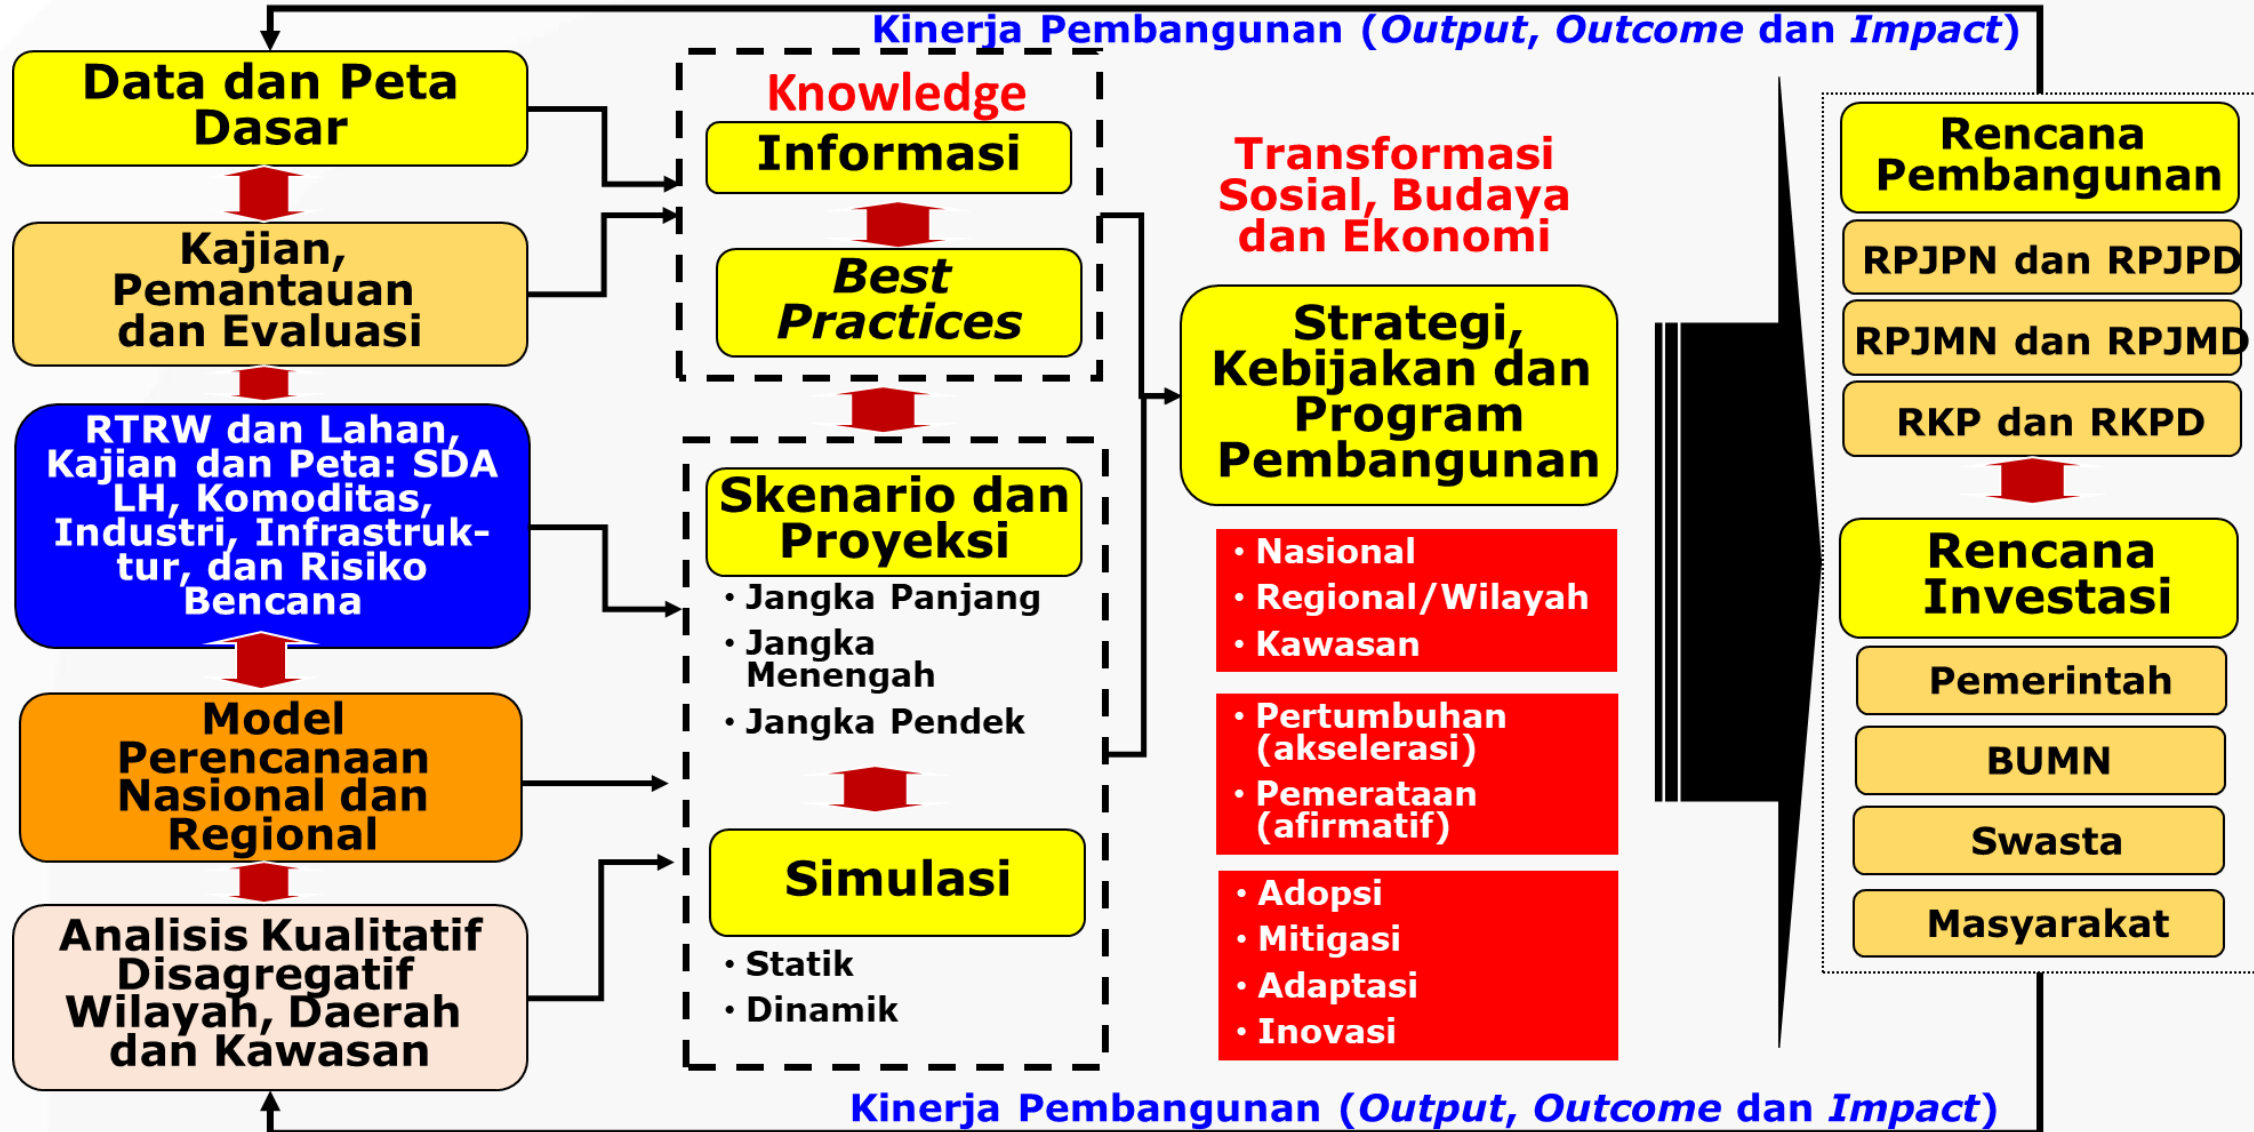 Kinerja Pembangunan (Output, Outcome dan Impact)
Data dan Peta
Dasar
Kajian,
Pemantauan
dan Evaluasi
RTRW dan Lahan,
Kajian dan Peta: SDA
LH, Komoditas,
Industri, Infrastruk-
tur, dan Risiko
Bencana
Model
Perencanaan
Nasional dan
Regional
Analisis Kualitatif
Disagregatif
Wilayah, Daerah
dan Kawasan
Knowledge
Informasi
Best
Practices
Skenario dan
Proyeksi
• Jangka Panjang
• Jangka
Menengah
• Jangka Pendek
Simulasi
• Statik
• Dinamik
Transformasi
Sosial, Budaya
dan Ekonomi
Strategi,
Kebijakan dan
Program
Pembangunan
• Nasional
• Regional/Wilayah
• Kawasan
• Pertumbuhan
(akselerasi)
• Pemerataan
(afirmatif)
• Adopsi
• Mitigasi
• Adaptasi
• Inovasi
Rencana
Pembangunan
RPJPN dan RPJPD
RPJMN dan RPJMD
RKP dan RKPD
Rencana
Investasi
Pemerintah
BUMN
Swasta
Masyarakat
Kinerja Pembangunan (Output, Outcome dan Impact)